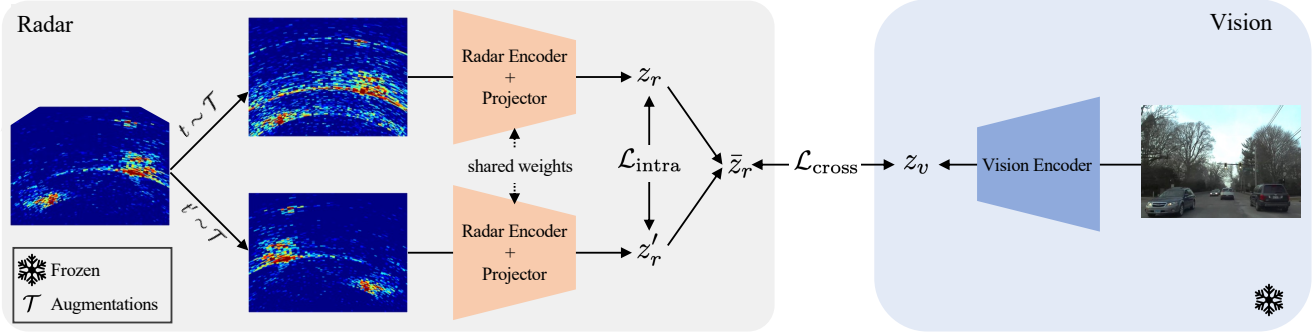 Radar
Vision
t ~ 𝒯
t′ ~ 𝒯
Radar Encoder
+
Projector
shared weights
Radar Encoder
+
Projector
z_r
ℒ_intra
z′_r
z̄_r
ℒ_cross
z_v
Vision Encoder
Frozen
𝒯 Augmentations